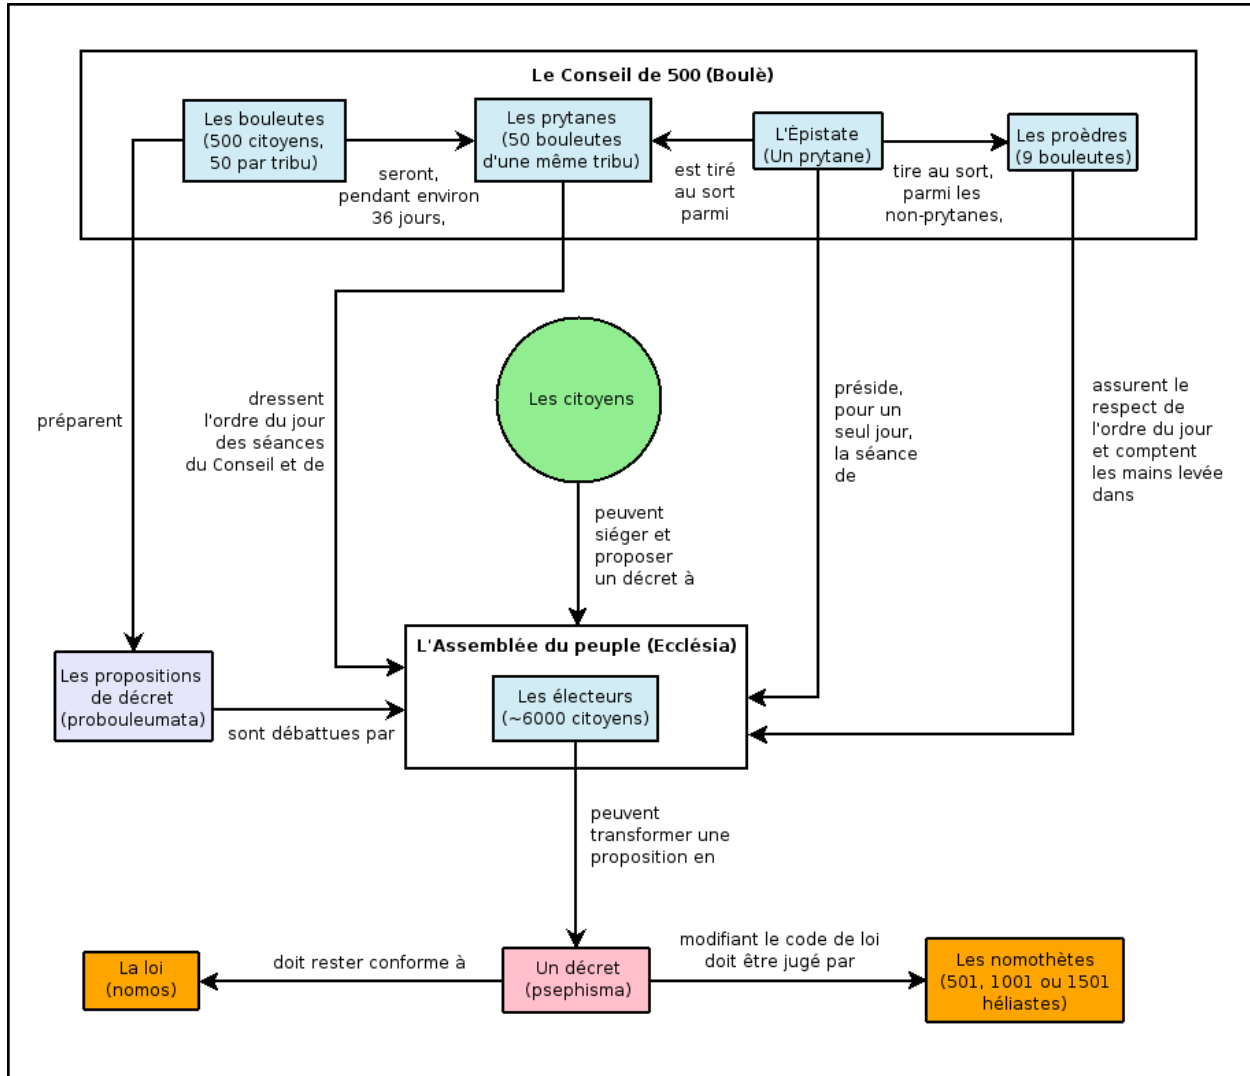 Le Conseil de 500 (Boulè)
Les bouleutes
(500 citoyens,
50 par tribu)
seront,
pendant environ
36 jours,
Les prytanes
(50 bouleutes
d'une même tribu)
est tiré
au sort
parmi
L'Épistate
(Un prytane)
tire au sort,
parmi les
non-prytanes,
Les proèdres
(9 bouleutes)
préparent
dressent
l'ordre du jour
des séances
du Conseil et de
Les citoyens
peuvent
siéger et
proposer
un décret à
préside,
pour un
seul jour,
la séance
de
assurent le
respect de
l'ordre du jour
et comptent
les mains levée
dans
Les propositions
de décret
(probouleumata)
sont débattues par
L'Assemblée du peuple (Ecclésia)
Les électeurs
(~6000 citoyens)
peuvent
transformer une
proposition en
La loi
(nomos)
doit rester conforme à
Un décret
(psephisma)
modifiant le code de loi
doit être jugé par
Les nomothètes
(501, 1001 ou 1501
héliastes)